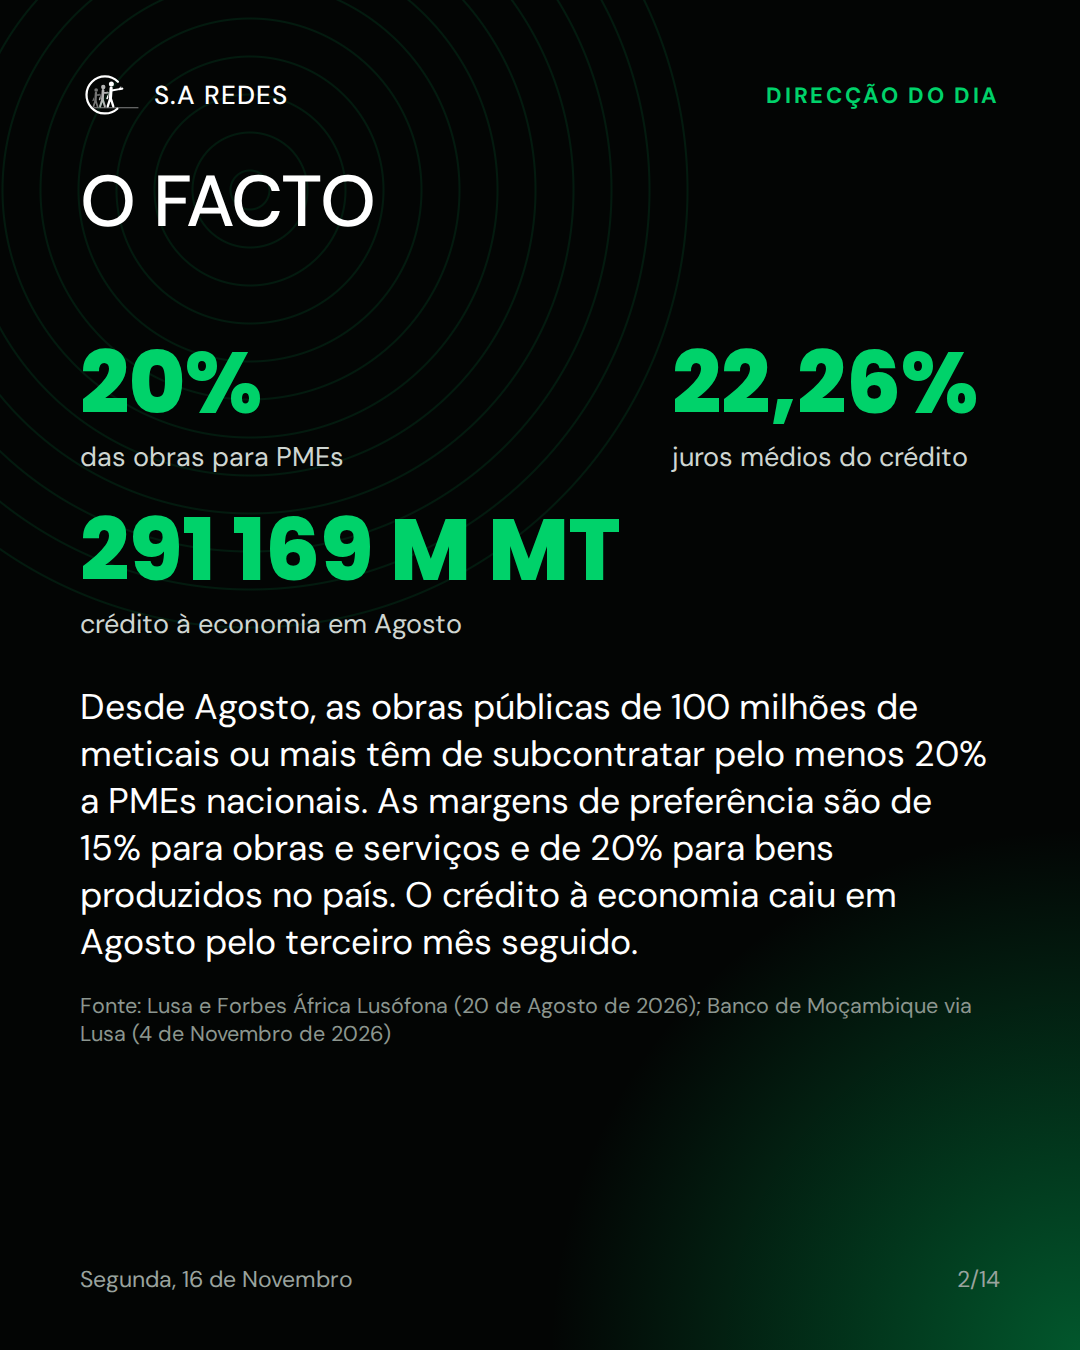 S.A REDES
DIRECÇÃO DO DIA
O FACTO
20%
das obras para PMEs
22,26%
juros médios do crédito
291 169 M MT
crédito à economia em Agosto
Desde Agosto, as obras públicas de 100 milhões de
meticais ou mais têm de subcontratar pelo menos 20%
a PMEs nacionais. As margens de preferência são de
15% para obras e serviços e de 20% para bens
produzidos no país. O crédito à economia caiu em
Agosto pelo terceiro mês seguido.
Fonte: Lusa e Forbes África Lusófona (20 de Agosto de 2026); Banco de Moçambique via
Lusa (4 de Novembro de 2026)
Segunda, 16 de Novembro
2/14